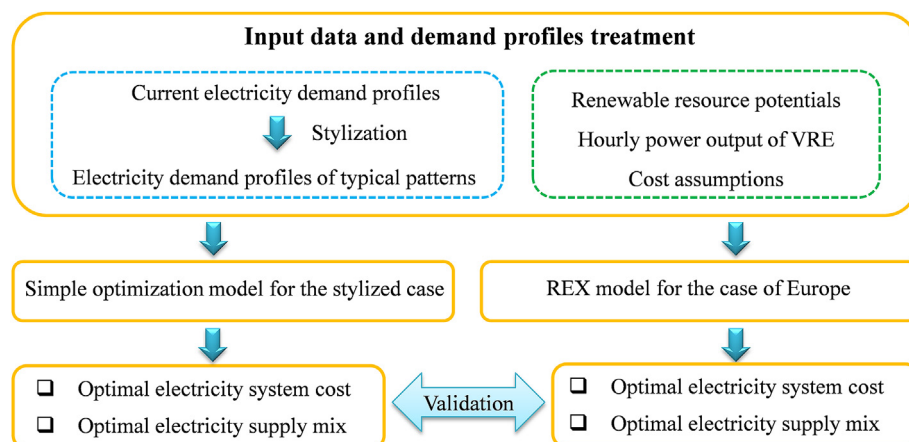 Input data and demand profiles treatment
Current electricity demand profiles
Stylization
Electricity demand profiles of typical patterns
Renewable resource potentials
Hourly power output of VRE
Cost assumptions
Simple optimization model for the stylized case
REX model for the case of Europe
❑ Optimal electricity system cost
❑ Optimal electricity supply mix
Validation
❑ Optimal electricity system cost
❑ Optimal electricity supply mix